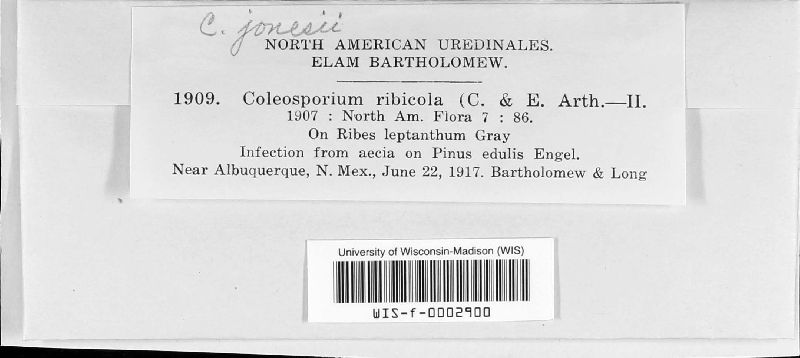 C. jonesii
NORTH AMERICAN UREDINALES.
ELAM BARTHOLOMEW.
1909. Coleosporium ribicola (C. & E. Arth.—II.
1907 : North Am. Flora 7 : 86.
On Ribes leptanthum Gray
Infection from aecia on Pinus edulis Engel.
Near Albuquerque, N. Mex., June 22, 1917. Bartholomew & Long
University of Wisconsin-Madison (WIS)
WIS-f-0002900